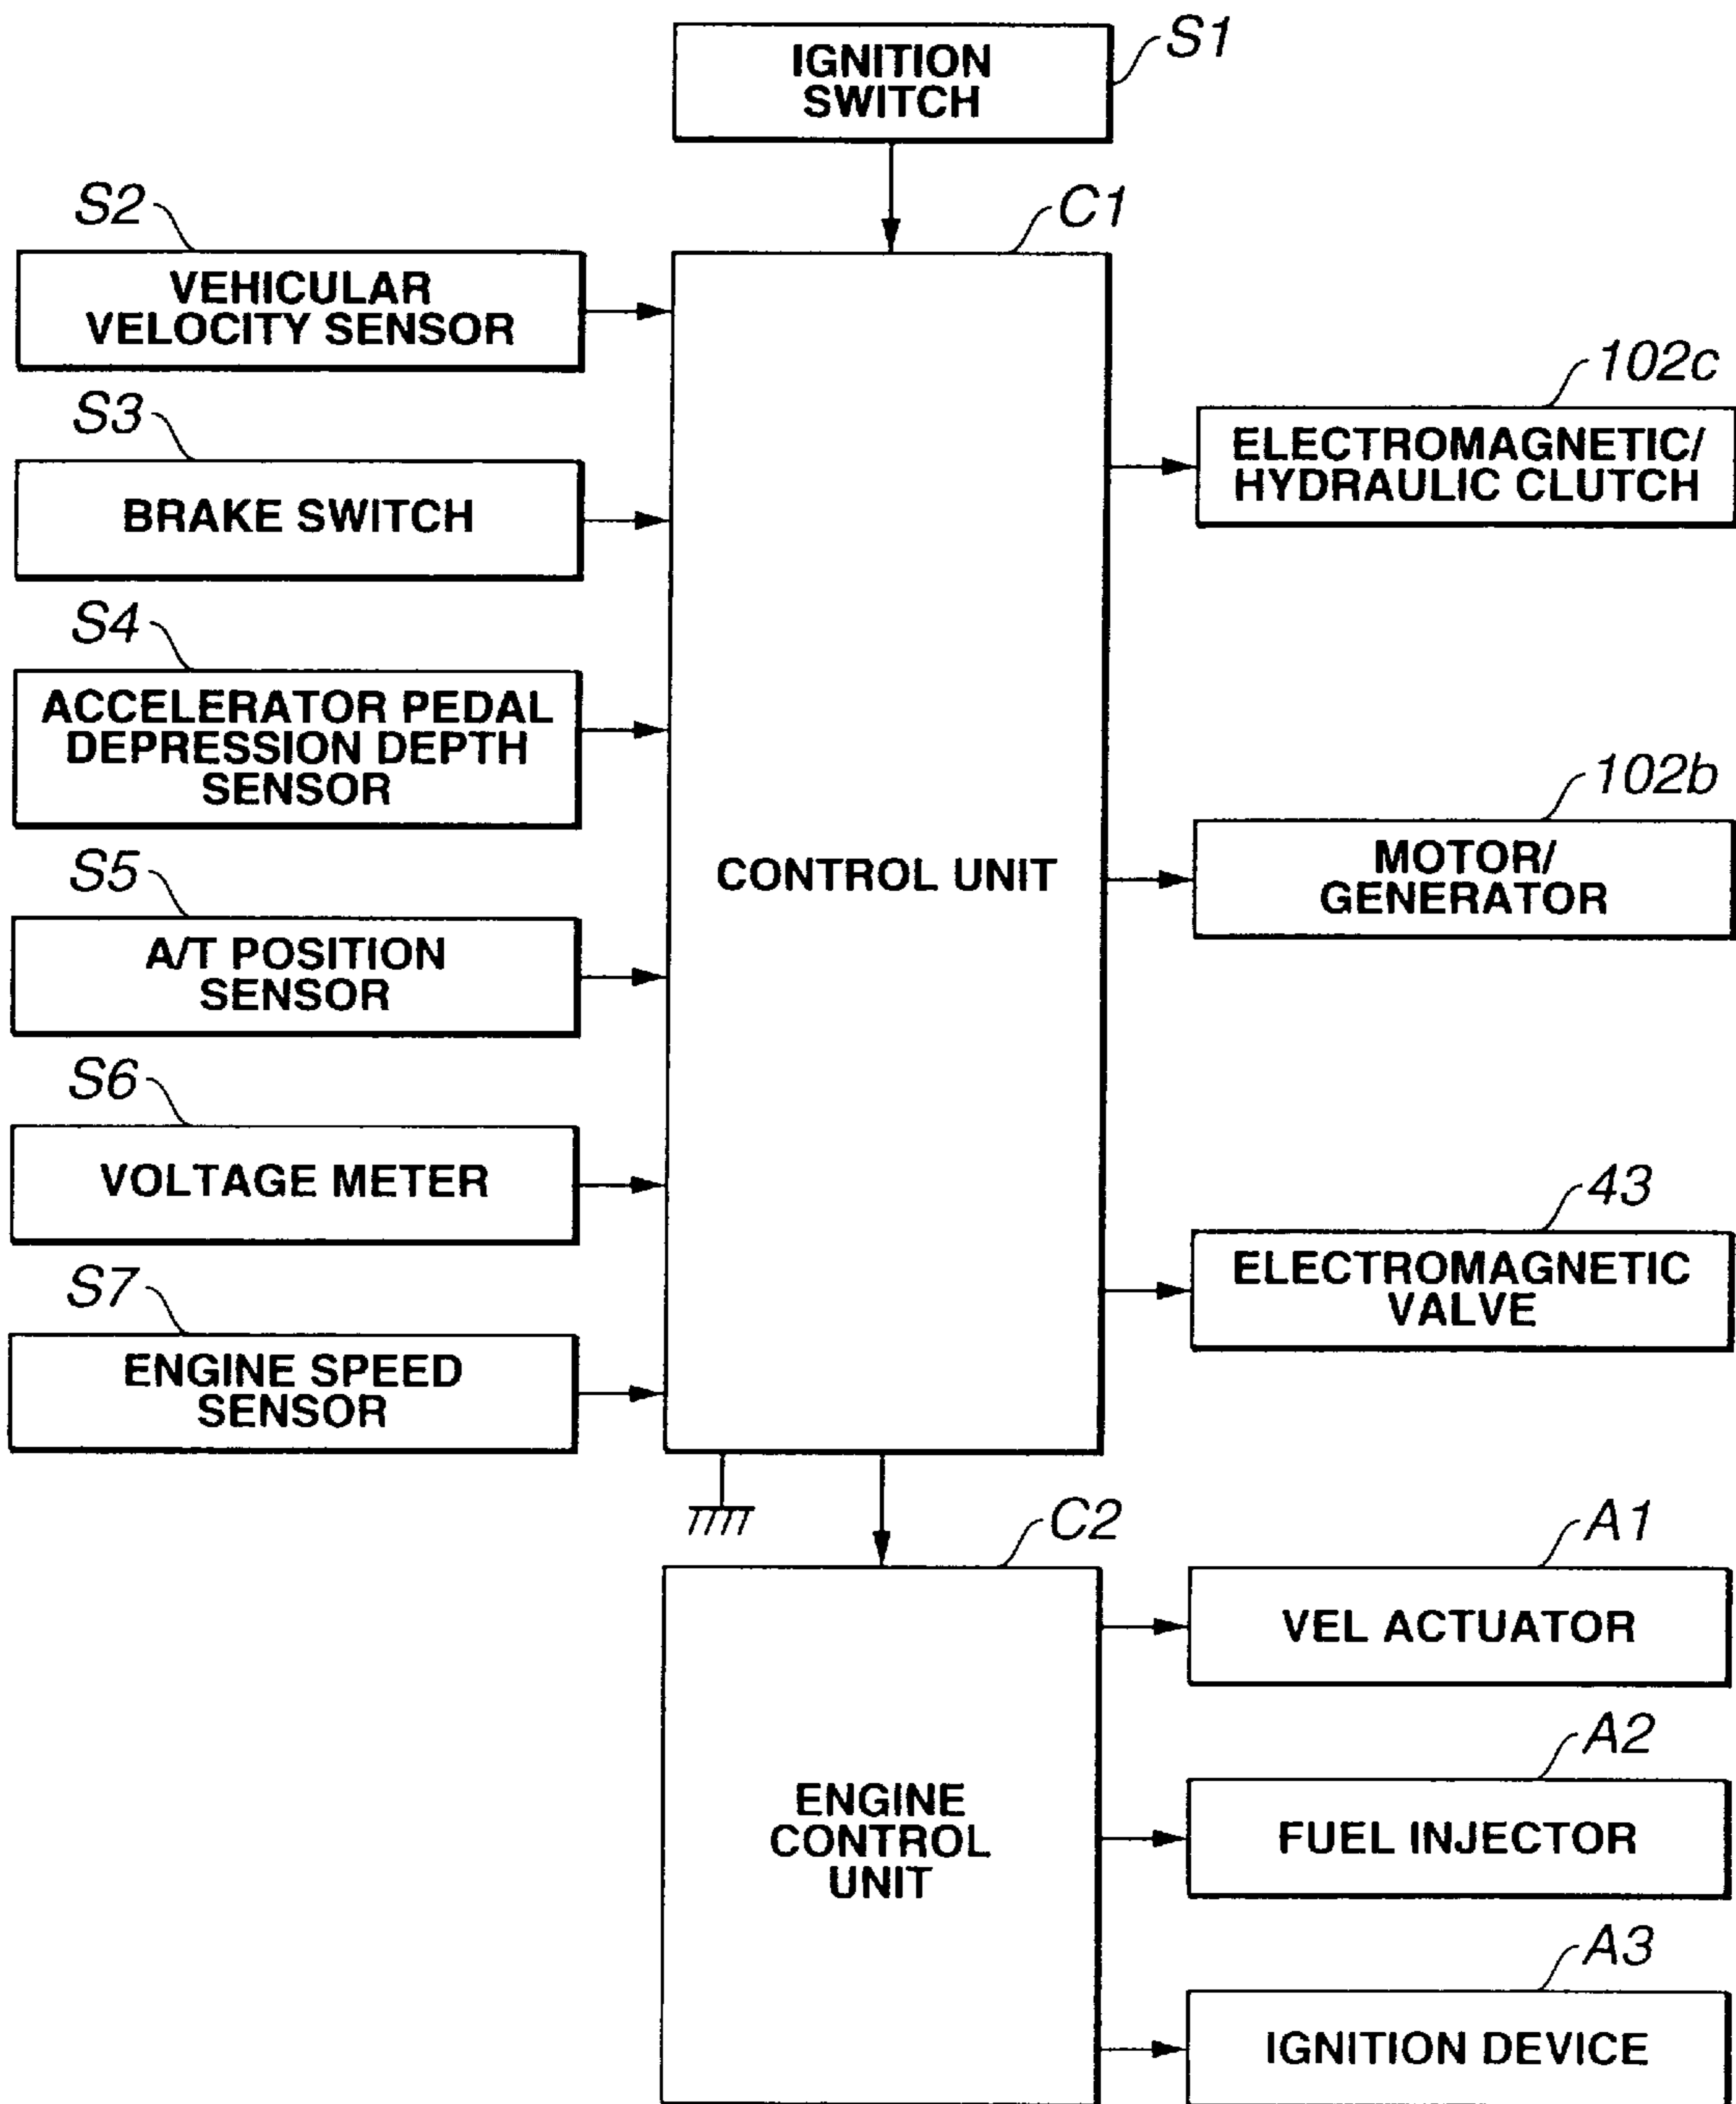 S1
IGNITION
SWITCH
S2
VEHICULAR
VELOCITY SENSOR
S3
BRAKE SWITCH
S4
ACCELERATOR PEDAL
DEPRESSION DEPTH
SENSOR
S5
A/T POSITION
SENSOR
S6
VOLTAGE METER
S7
ENGINE SPEED
SENSOR
C1
CONTROL UNIT
102c
ELECTROMAGNETIC/
HYDRAULIC CLUTCH
102b
MOTOR/
GENERATOR
43
ELECTROMAGNETIC
VALVE
C2
ENGINE
CONTROL
UNIT
A1
VEL ACTUATOR
A2
FUEL INJECTOR
A3
IGNITION DEVICE